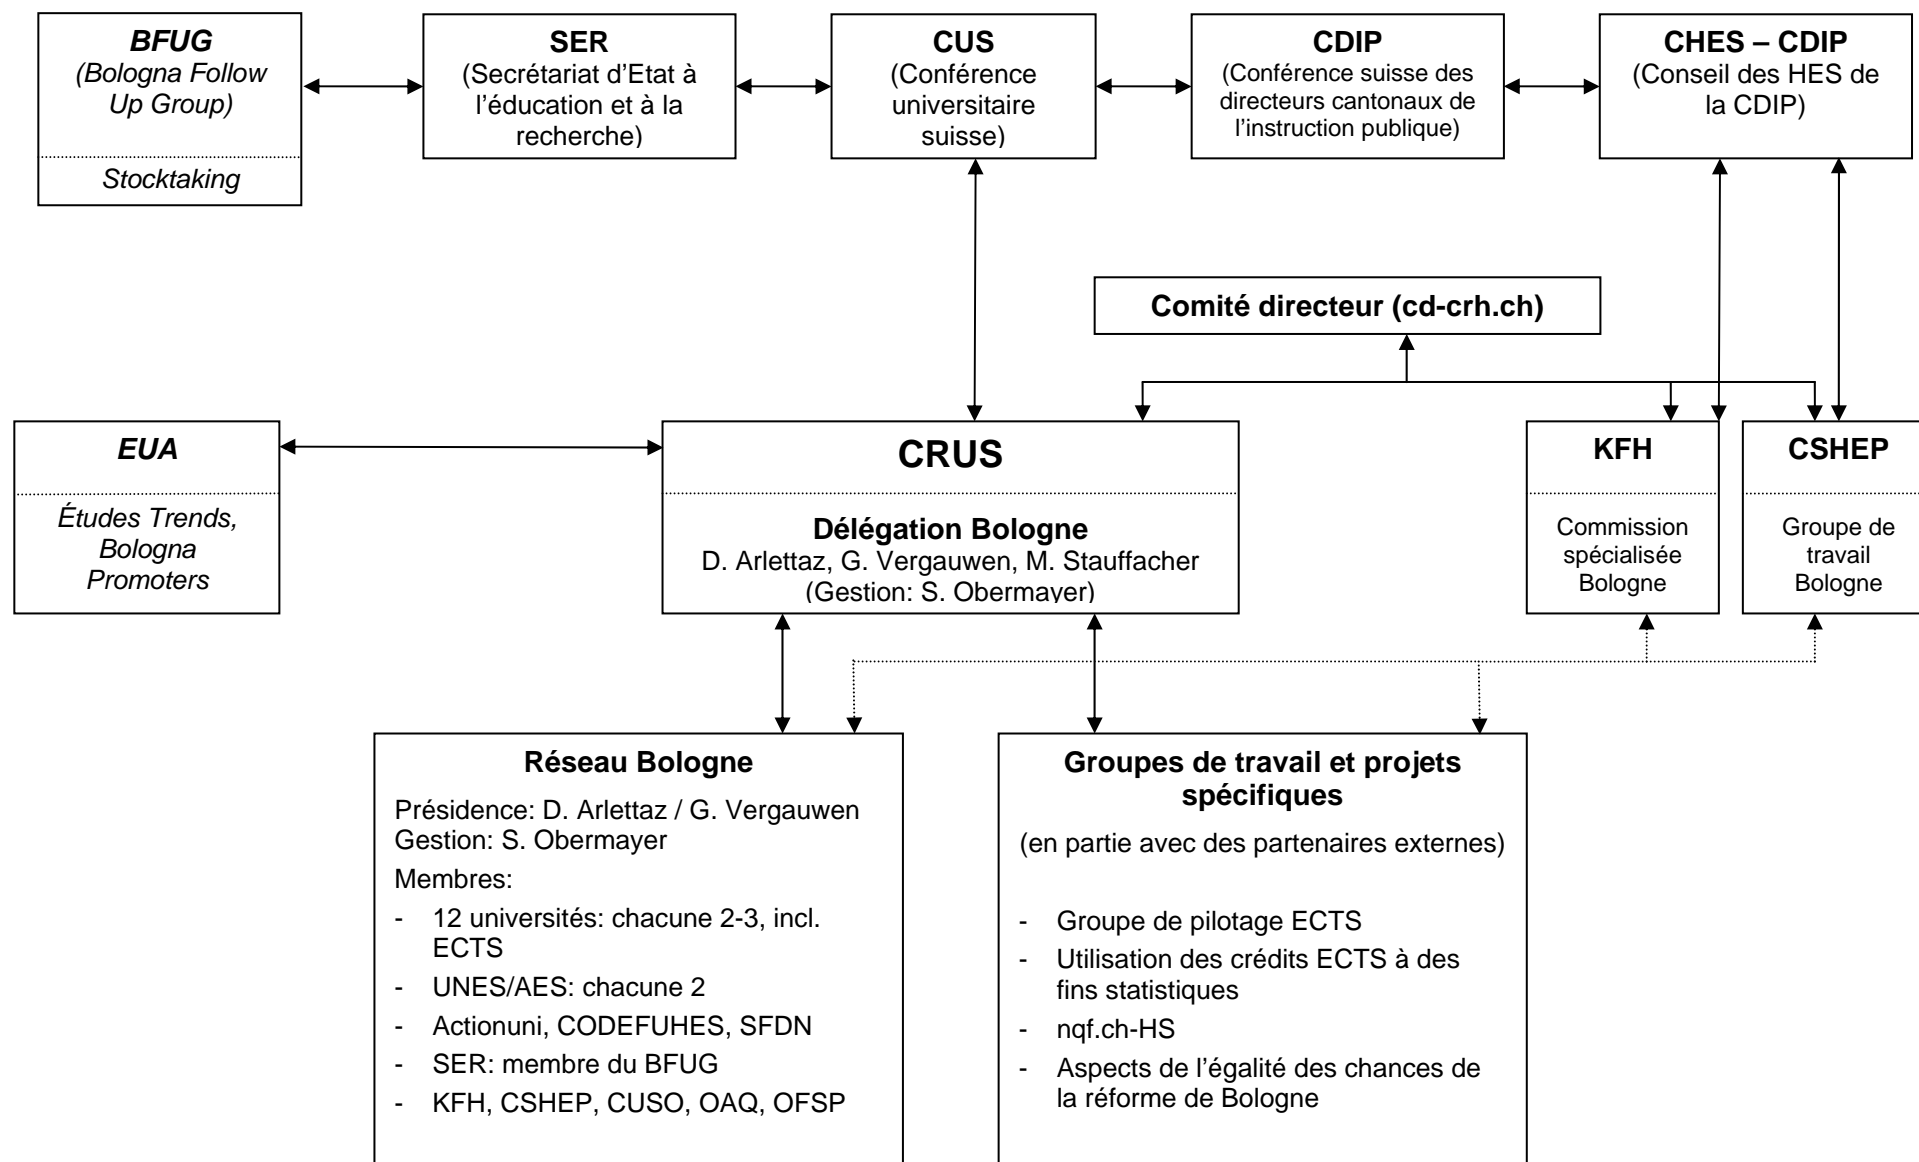 BFUG
(Bologna Follow
Up Group)
Stocktaking
SER
(Secrétariat d'Etat à
l'éducation et à la
recherche)
CUS
(Conférence
universitaire
suisse)
CDIP
(Conférence suisse des
directeurs cantonaux de
l'instruction publique)
CHES – CDIP
(Conseil des HES de
la CDIP)
Comité directeur (cd-crh.ch)
EUA
Études Trends,
Bologna
Promoters
CRUS
Délégation Bologne
D. Arlettaz, G. Vergauwen, M. Stauffacher
(Gestion: S. Obermayer)
KFH
Commission
spécialisée
Bologne
CSHEP
Groupe de
travail
Bologne
Réseau Bologne
Présidence: D. Arlettaz / G. Vergauwen
Gestion: S. Obermayer
Membres:
- 12 universités: chacune 2-3, incl.
ECTS
- UNES/AES: chacune 2
- Actionuni, CODEFUHES, SFDN
- SER: membre du BFUG
- KFH, CSHEP, CUSO, OAQ, OFSP
Groupes de travail et projets
spécifiques
(en partie avec des partenaires externes)
- Groupe de pilotage ECTS
- Utilisation des crédits ECTS à des
fins statistiques
- nqf.ch-HS
- Aspects de l'égalité des chances de
la réforme de Bologne